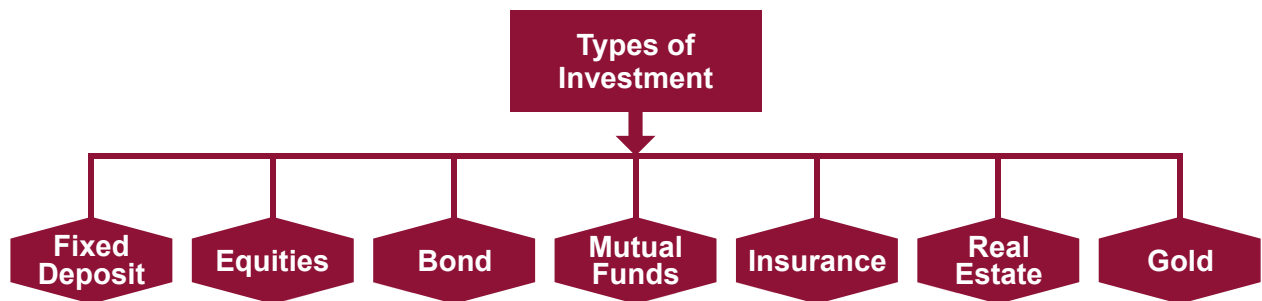 Types of
Investment
Fixed
Deposit
Equities
Bond
Mutual
Funds
Insurance
Real
Estate
Gold